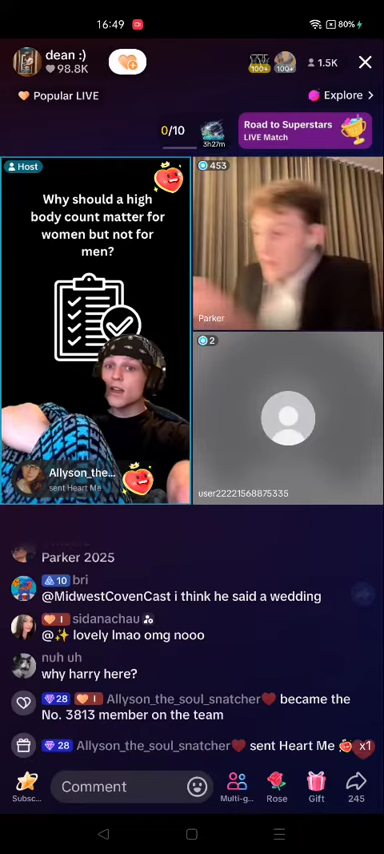 16:49
80%
dean :)
98.8K
100+
100+
1.5K
Popular LIVE
Explore
0/10
3h27m
Road to Superstars
LIVE Match
Host
Why should a high
body count matter for
women but not for
men?
453
Parker
2
Allyson_the...
sent Heart Me
user22221568875335
Parker 2025
10 bri
@MidwestCovenCast i think he said a wedding
I sidanachau
@✨ lovely lmao omg nooo
nuh uh
why harry here?
28 I Allyson_the_soul_snatcher❤️ became the
No. 3813 member on the team
28 Allyson_the_soul_snatcher❤️ sent Heart Me x1
Subsc...
Comment
Multi-g...
Rose
Gift
245